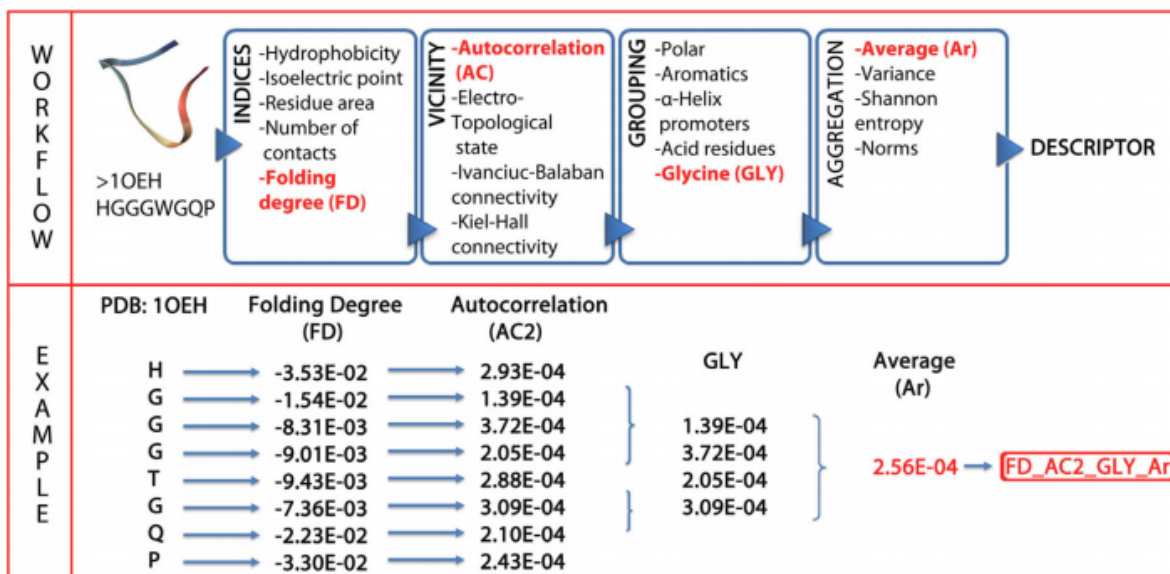 WORKFLOW
>1OEH
HGGGWGQP
INDICES
-Hydrophobicity
-Isoelectric point
-Residue area
-Number of
contacts
-Folding
degree (FD)
VICINITY
-Autocorrelation
(AC)
-Electro-
Topological
state
-Ivanciuc-Balaban
connectivity
-Kiel-Hall
connectivity
GROUPING
-Polar
-Aromatics
-α-Helix
promoters
-Acid residues
-Glycine (GLY)
AGGREGATION
-Average (Ar)
-Variance
-Shannon
entropy
-Norms
DESCRIPTOR
EXAMPLE
PDB: 1OEH
Folding Degree
(FD)
Autocorrelation
(AC2)
GLY
Average
(Ar)
H -3.53E-02 2.93E-04
G -1.54E-02 1.39E-04
G -8.31E-03 3.72E-04
G -9.01E-03 2.05E-04
T -9.43E-03 2.88E-04
G -7.36E-03 3.09E-04
Q -2.23E-02 2.10E-04
P -3.30E-02 2.43E-04
1.39E-04
3.72E-04
2.05E-04
3.09E-04
2.56E-04
FD_AC2_GLY_Ar